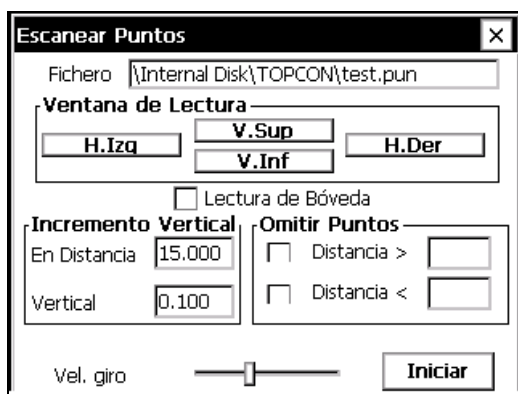 Escanear Puntos
Fichero \Internal Disk\TOPCON\test.pun
Ventana de Lectura
H.Izq V.Sup H.Der
V.Inf
Lectura de Bóveda
Incremento Vertical Omitir Puntos
En Distancia 15.000 Distancia >
Vertical 0.100 Distancia <
Vel. giro Iniciar